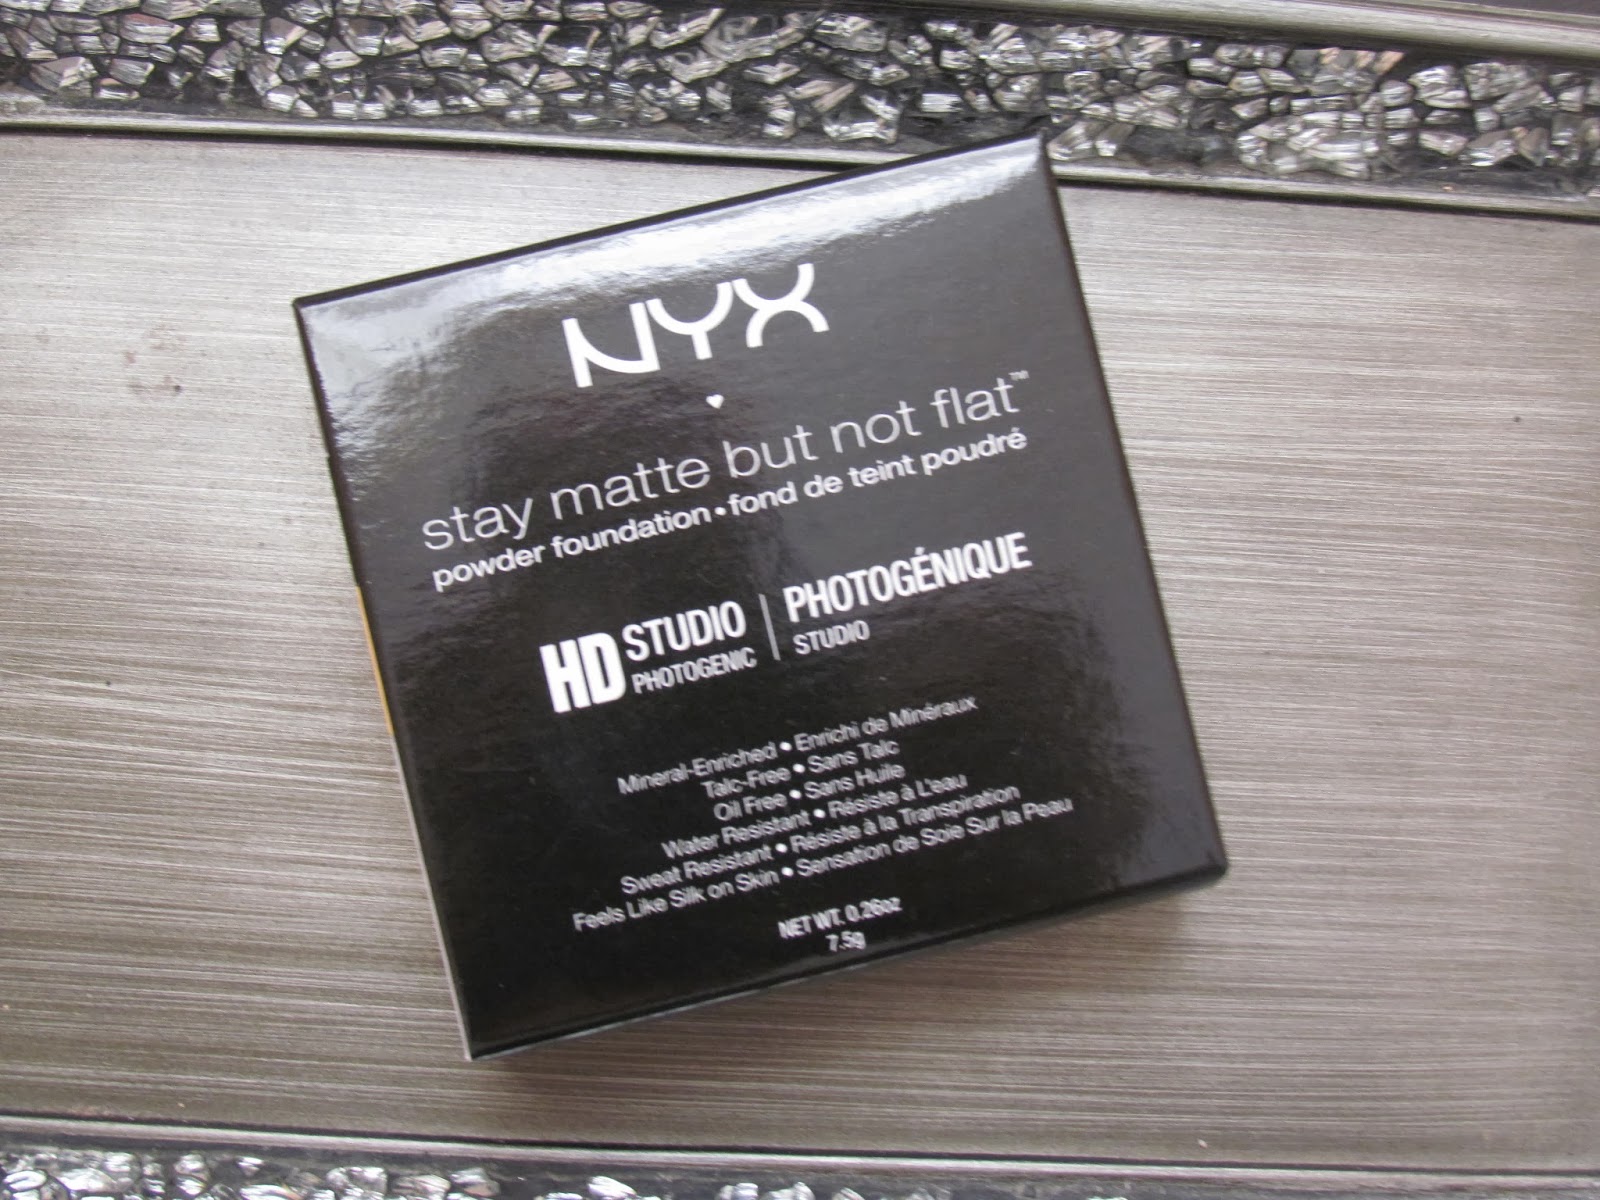 NYX
stay matte but not flat™
powder foundation • fond de teint poudré
HD STUDIO | PHOTOGÉNIQUE
PHOTOGENIC STUDIO
Mineral-Enriched • Enrichi de Minéraux
Talc-Free • Sans Talc
Oil Free • Sans Huile
Water Resistant • Résiste à L'eau
Sweat Resistant • Résiste à la Transpiration
Feels Like Silk on Skin • Sensation de Soie Sur la Peau
NET WT. 0.26oz
7.5g